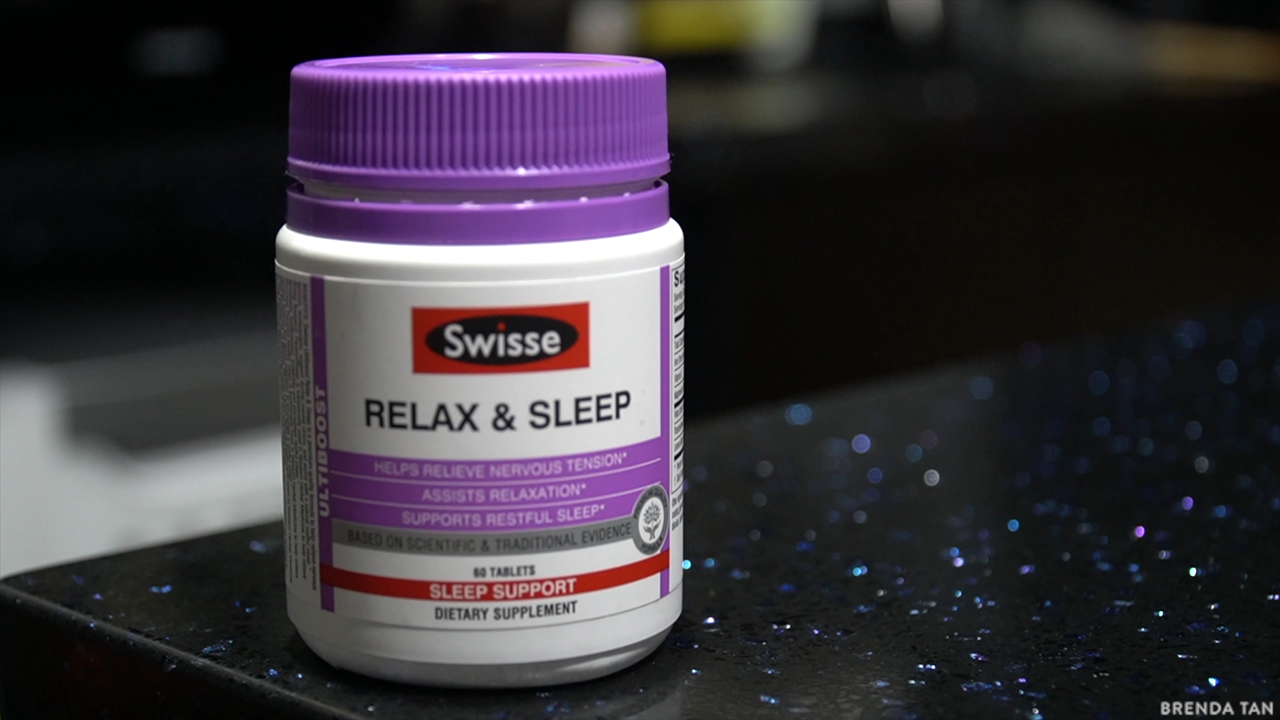 Swisse
RELAX & SLEEP
ULTIBOOST
HELPS RELIEVE NERVOUS TENSION*
ASSISTS RELAXATION*
SUPPORTS RESTFUL SLEEP*
BASED ON SCIENTIFIC & TRADITIONAL EVIDENCE
60 TABLETS
SLEEP SUPPORT
DIETARY SUPPLEMENT
BRENDA TAN